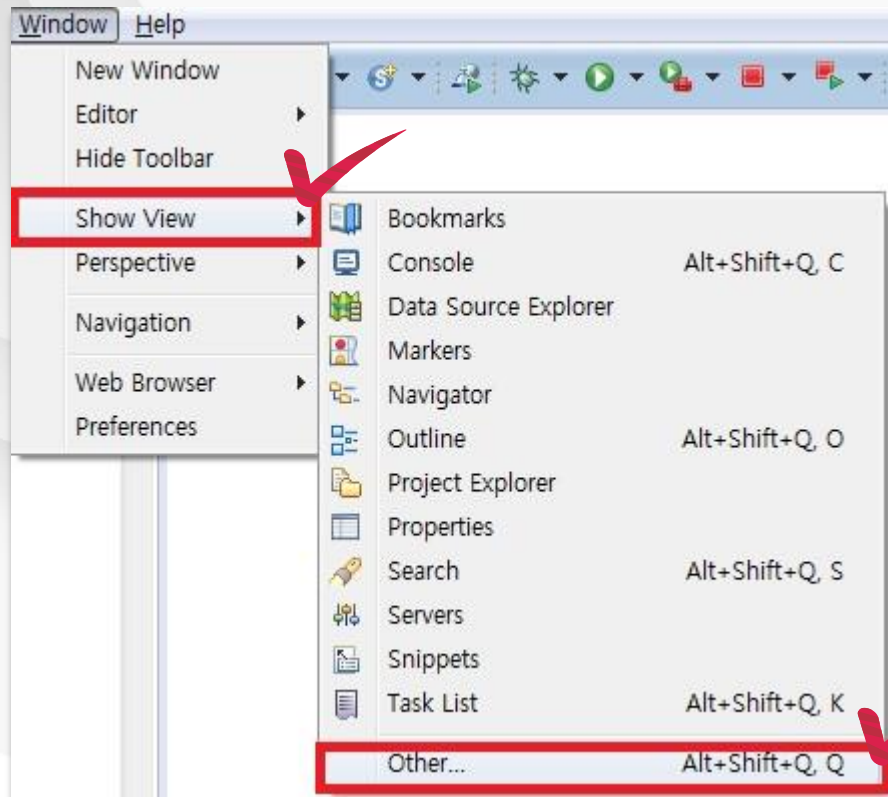 Window Help
New Window
Editor
Hide Toolbar
Show View
Perspective
Navigation
Web Browser
Preferences
Bookmarks
Console Alt+Shift+Q, C
Data Source Explorer
Markers
Navigator
Outline Alt+Shift+Q, O
Project Explorer
Properties
Search Alt+Shift+Q, S
Servers
Snippets
Task List Alt+Shift+Q, K
Other... Alt+Shift+Q, Q